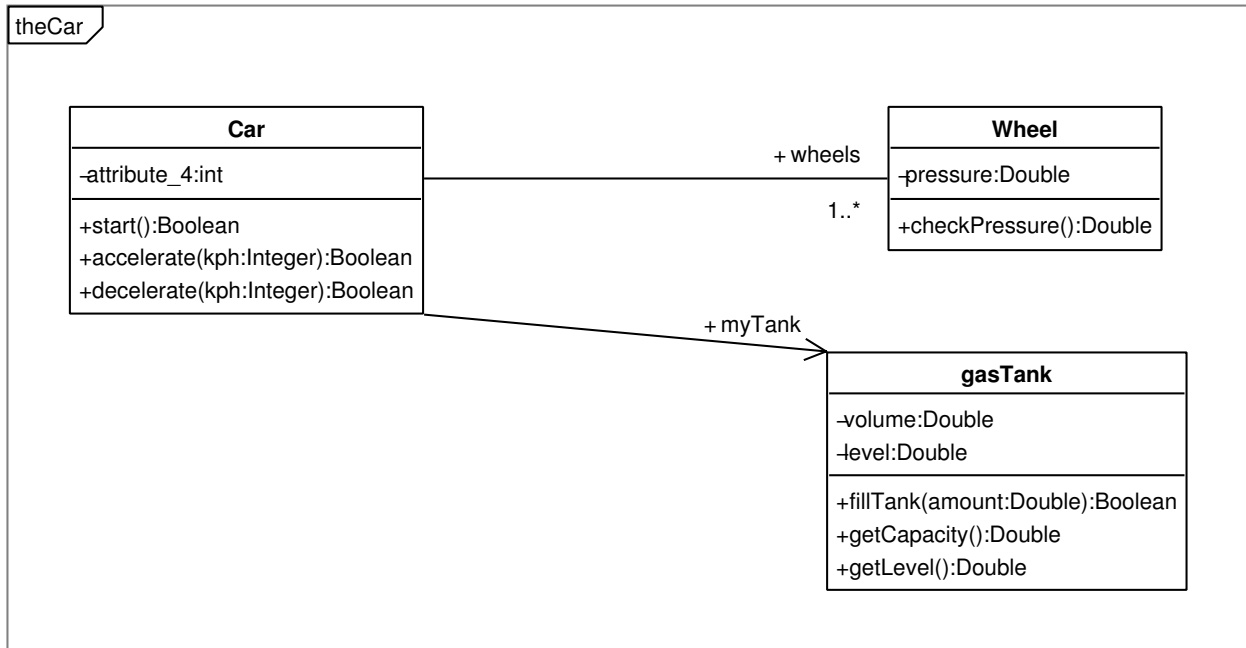 theCar
Car
-attribute_4:int
+start():Boolean
+accelerate(kph:Integer):Boolean
+decelerate(kph:Integer):Boolean
+ wheels
1..*
Wheel
-pressure:Double
+checkPressure():Double
+ myTank
gasTank
-volume:Double
-level:Double
+fillTank(amount:Double):Boolean
+getCapacity():Double
+getLevel():Double